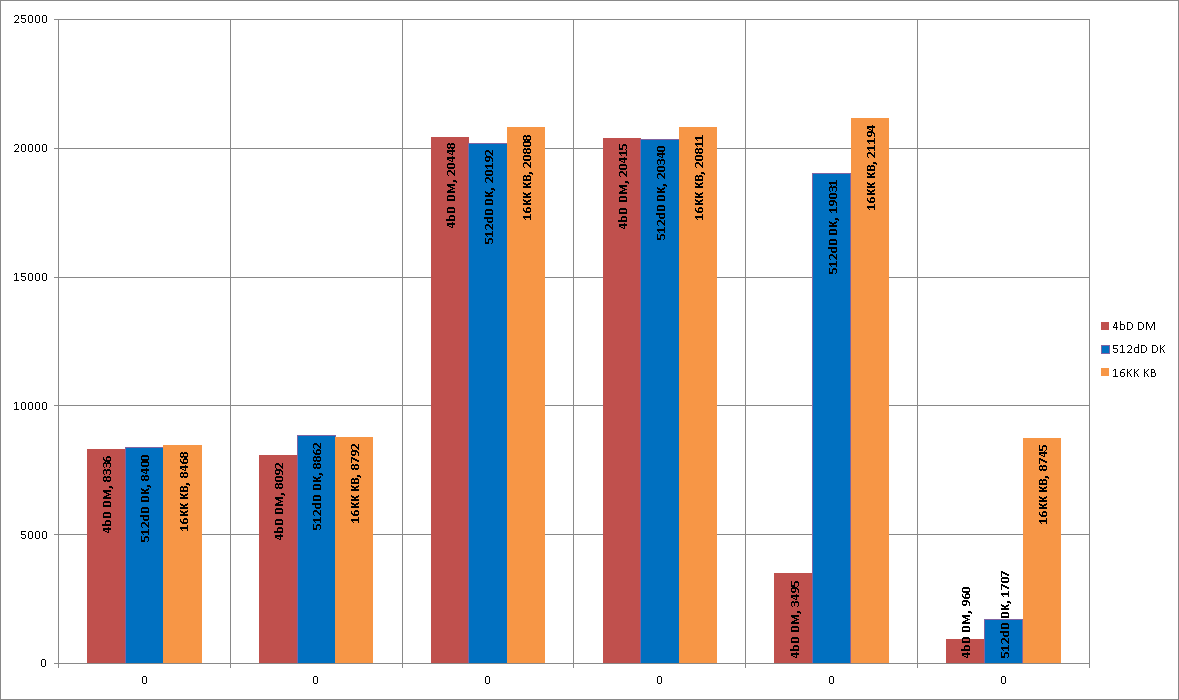 25000
20000
15000
10000
5000
0
4bD DM, 8336
512dD DK, 8400
16KK KB, 8468
4bD DM, 8092
512dD DK, 8862
16KK KB, 8792
4bD DM, 20448
512dD DK, 20192
16KK KB, 20808
4bD DM, 20415
512dD DK, 20340
16KK KB, 20811
4bD DM, 3495
512dD DK, 19031
16KK KB, 21194
4bD DM, 960
512dD DK, 1707
16KK KB, 8745
0 0 0 0 0 0
4bD DM
512dD DK
16KK KB